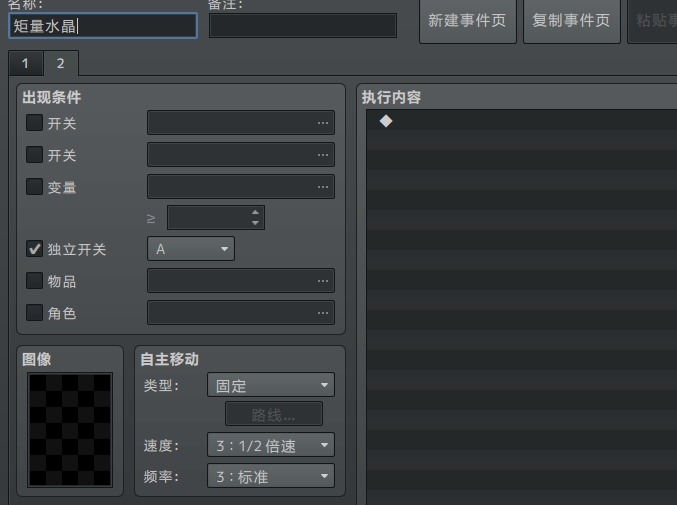 名称: 备注:
矩量水晶 新建事件页 复制事件页 粘贴事
1 2
出现条件 执行内容
开关 ... ◆
开关 ...
变量 ...
≥
独立开关 A
物品 ...
角色 ...
图像 自主移动
类型: 固定
路线...
速度: 3 : 1/2 倍速
频率: 3 : 标准